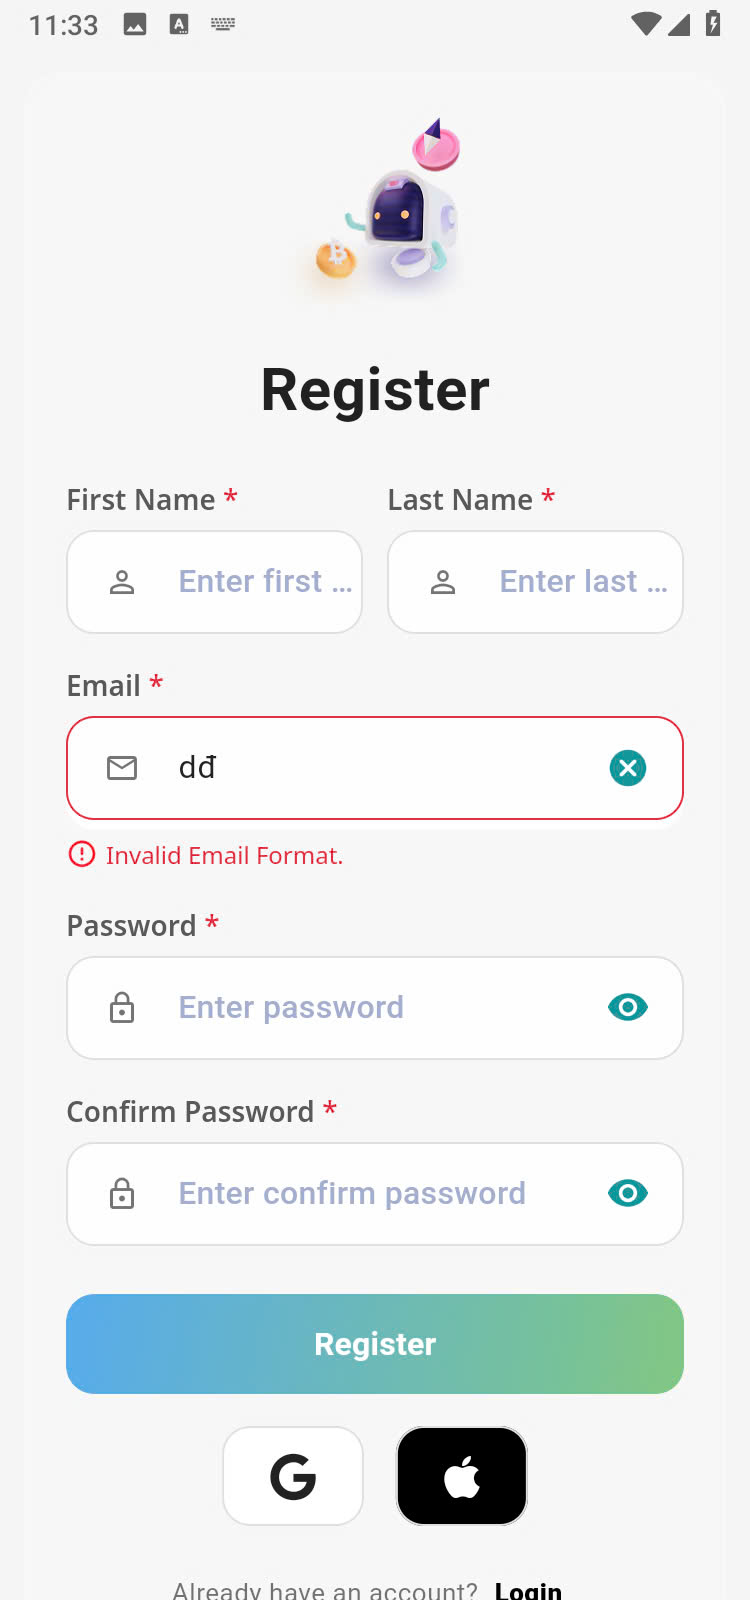 11:33
Register
First Name *
Last Name *
Enter first ...
Enter last ...
Email *
dđ
Invalid Email Format.
Password *
Enter password
Confirm Password *
Enter confirm password
Register
Already have an account? Login